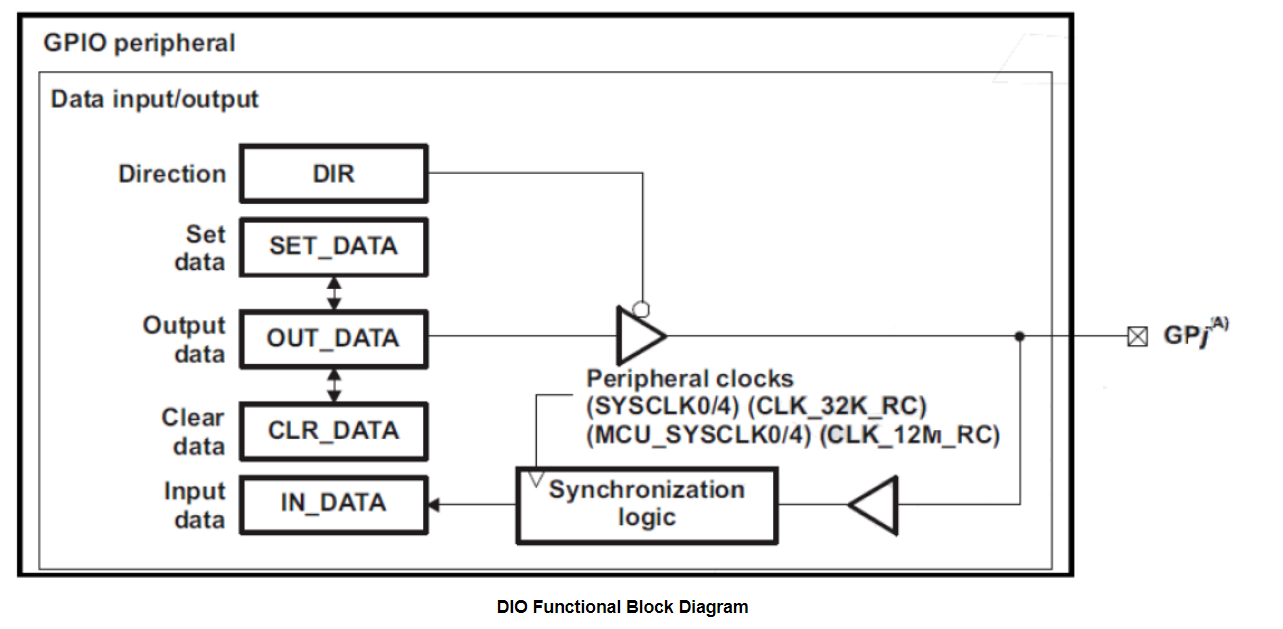 GPIO peripheral
Data input/output
Direction
DIR
Set
data
SET_DATA
Output
data
OUT_DATA
GPj(A)
Peripheral clocks
(SYSCLK0/4) (CLK_32K_RC)
(MCU_SYSCLK0/4) (CLK_12M_RC)
Clear
data
CLR_DATA
Input
data
IN_DATA
Synchronization
logic
DIO Functional Block Diagram